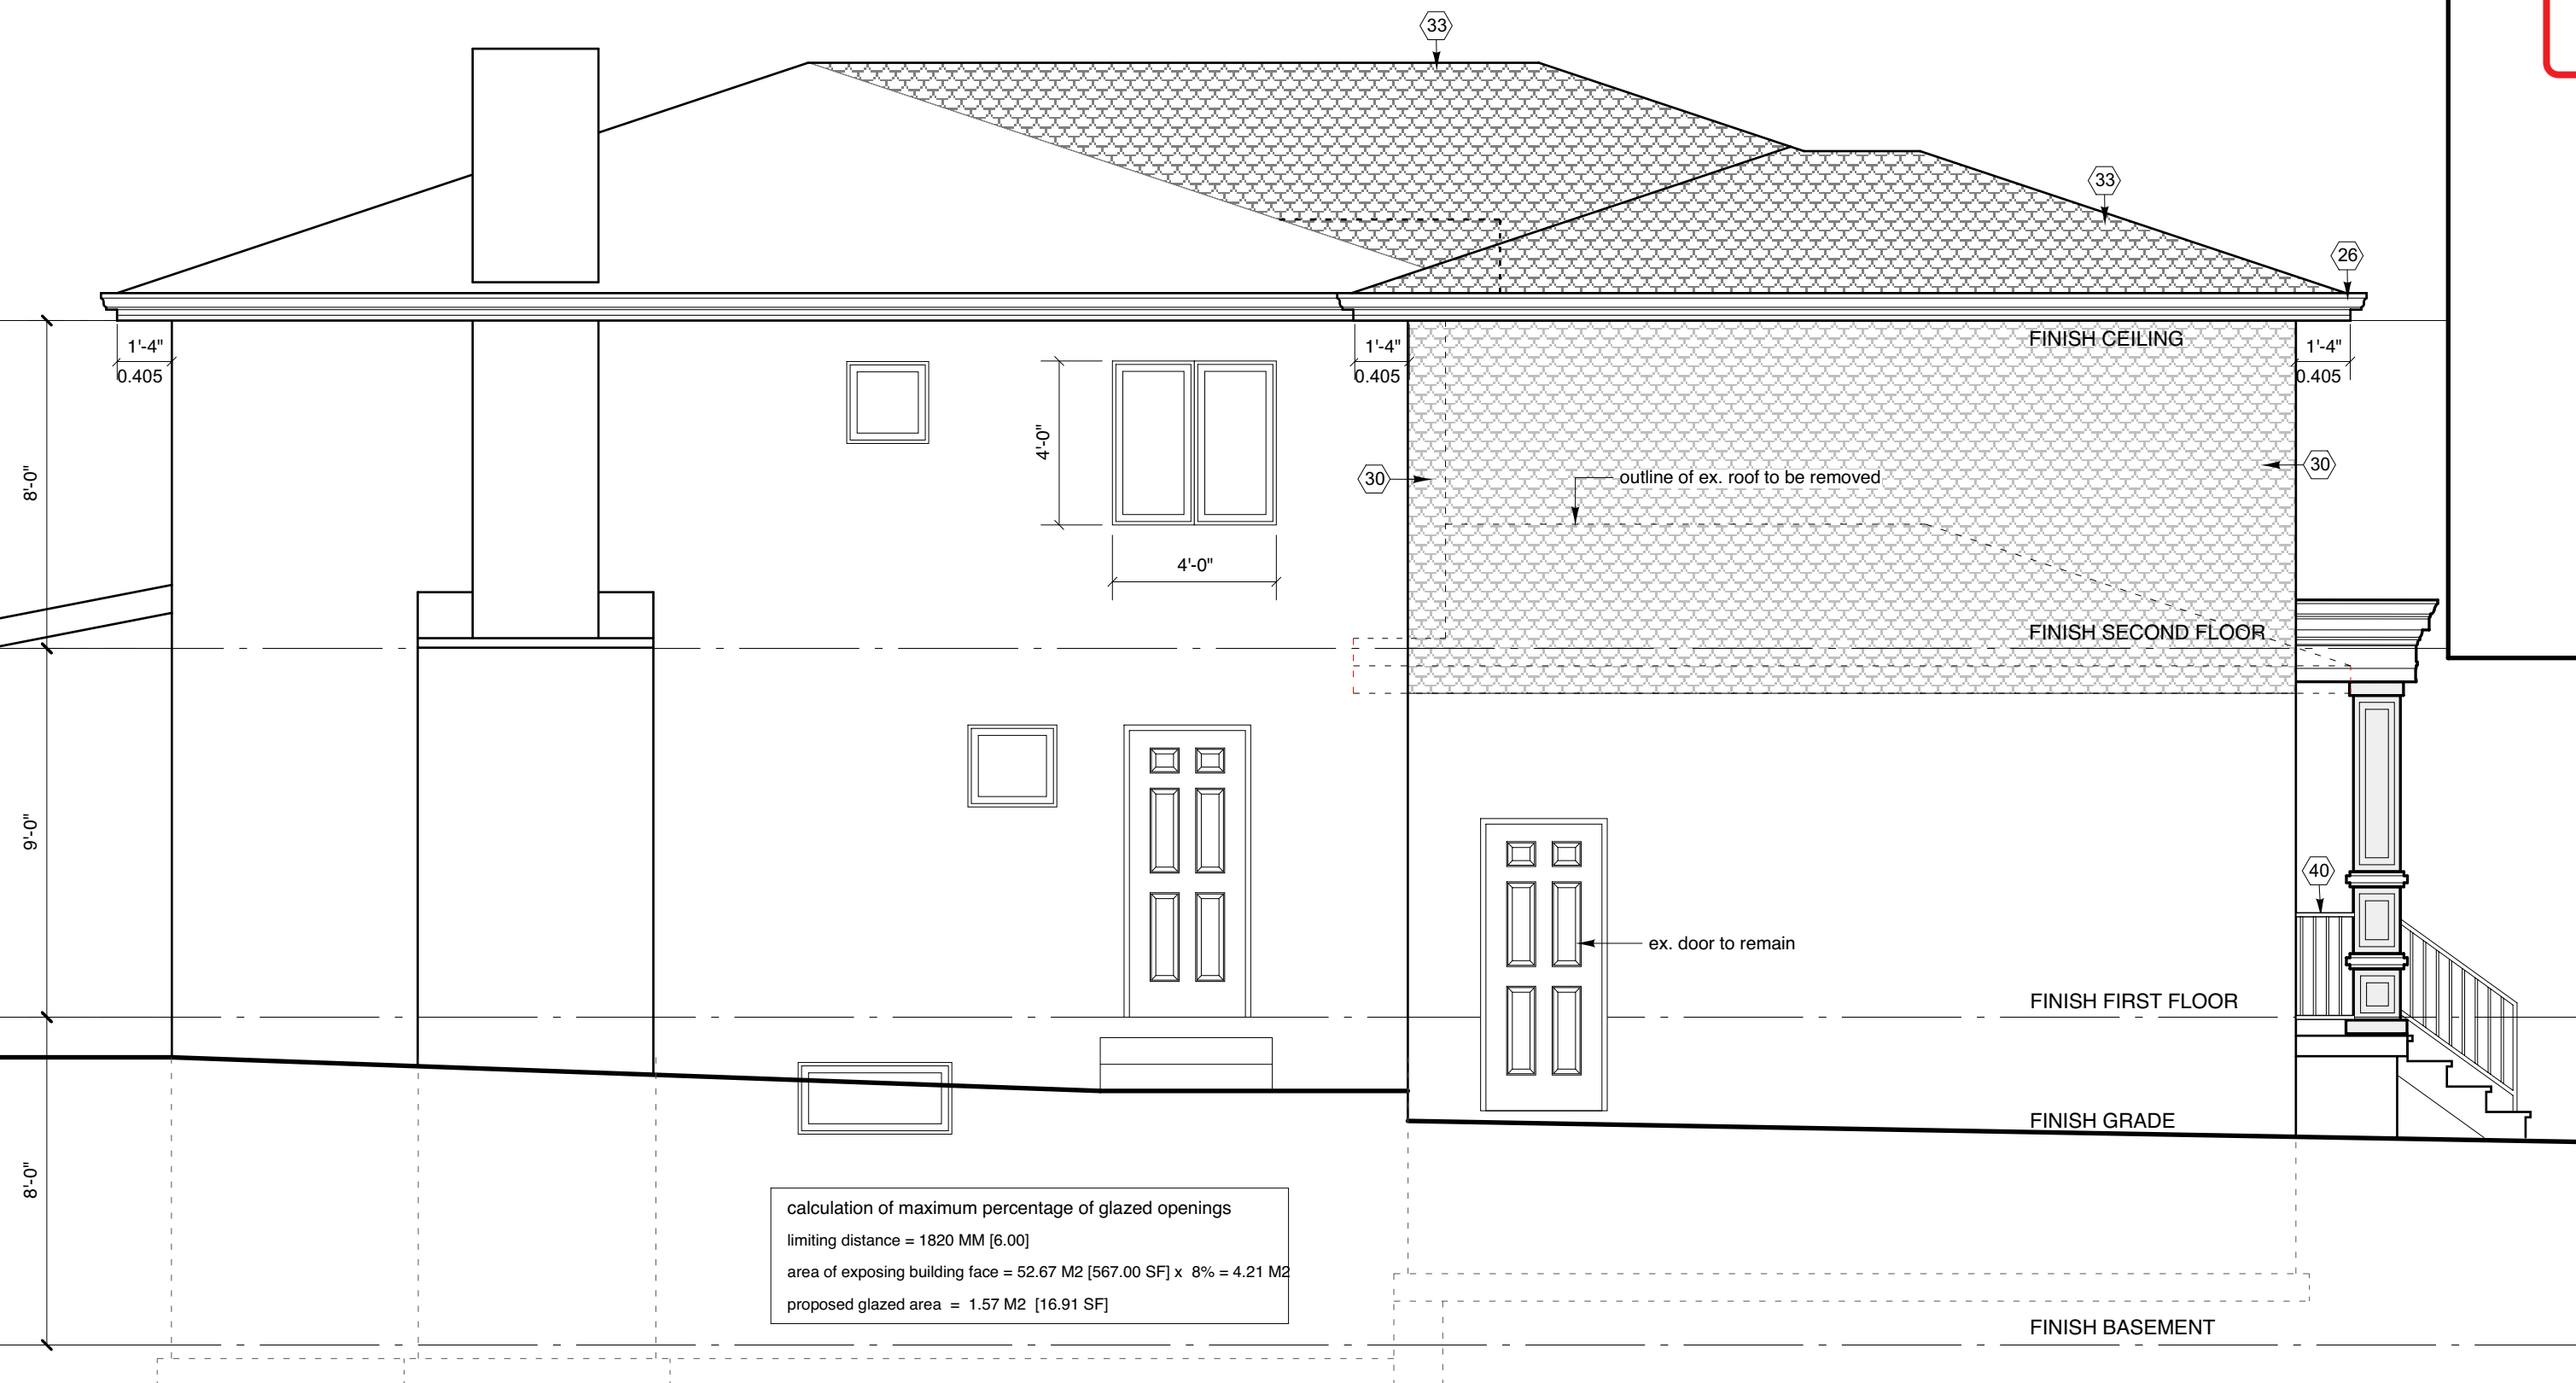 33
33
26
FINISH CEILING
1'-4"
0.405
1'-4"
0.405
1'-4"
0.405
4'-0"
8'-0"
30
outline of ex. roof to be removed
30
4'-0"
FINISH SECOND FLOOR
9'-0"
40
ex. door to remain
FINISH FIRST FLOOR
FINISH GRADE
8'-0"
calculation of maximum percentage of glazed openings
limiting distance = 1820 MM [6.00]
area of exposing building face = 52.67 M2 [567.00 SF] x 8% = 4.21 M2
proposed glazed area = 1.57 M2 [16.91 SF]
FINISH BASEMENT